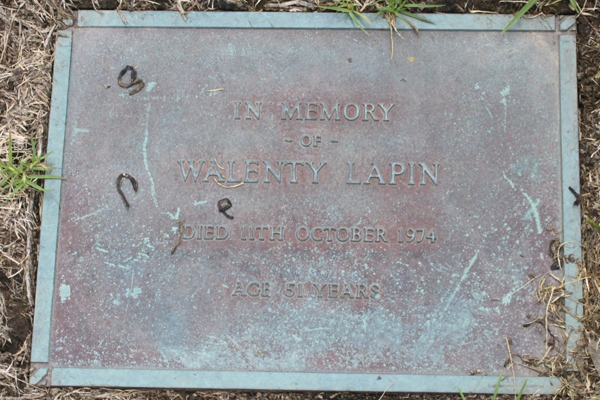 IN MEMORY
- OF -
WALENTY LAPIN
DIED 11TH OCTOBER 1974
AGE 51 YEARS